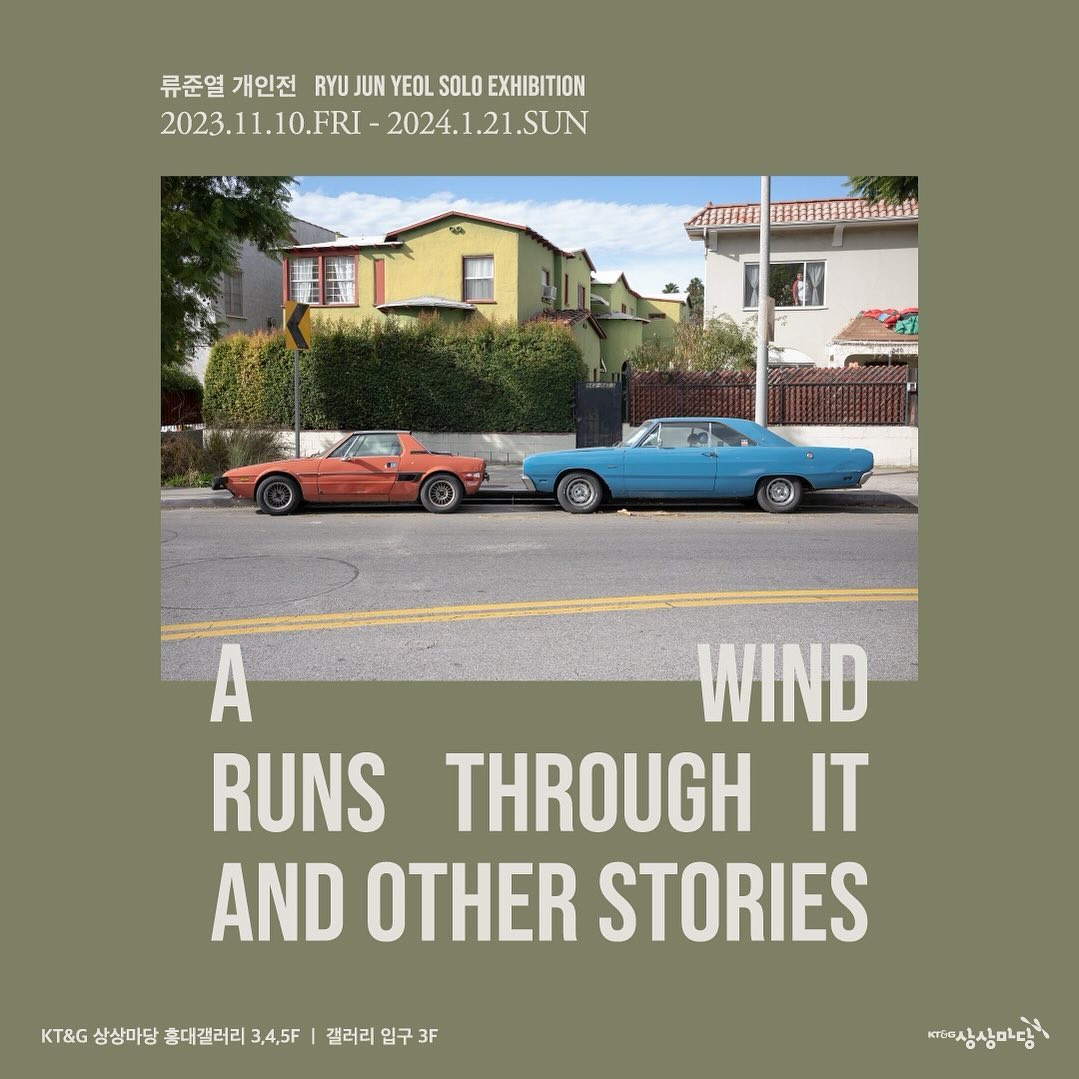 류준열 개인전 RYU JUN YEOL SOLO EXHIBITION
2023.11.10.FRI - 2024.1.21.SUN
A WIND
RUNS THROUGH IT
AND OTHER STORIES
KT&G 상상마당 홍대갤러리 3,4,5F | 갤러리 입구 3F
KT&G 상상마당